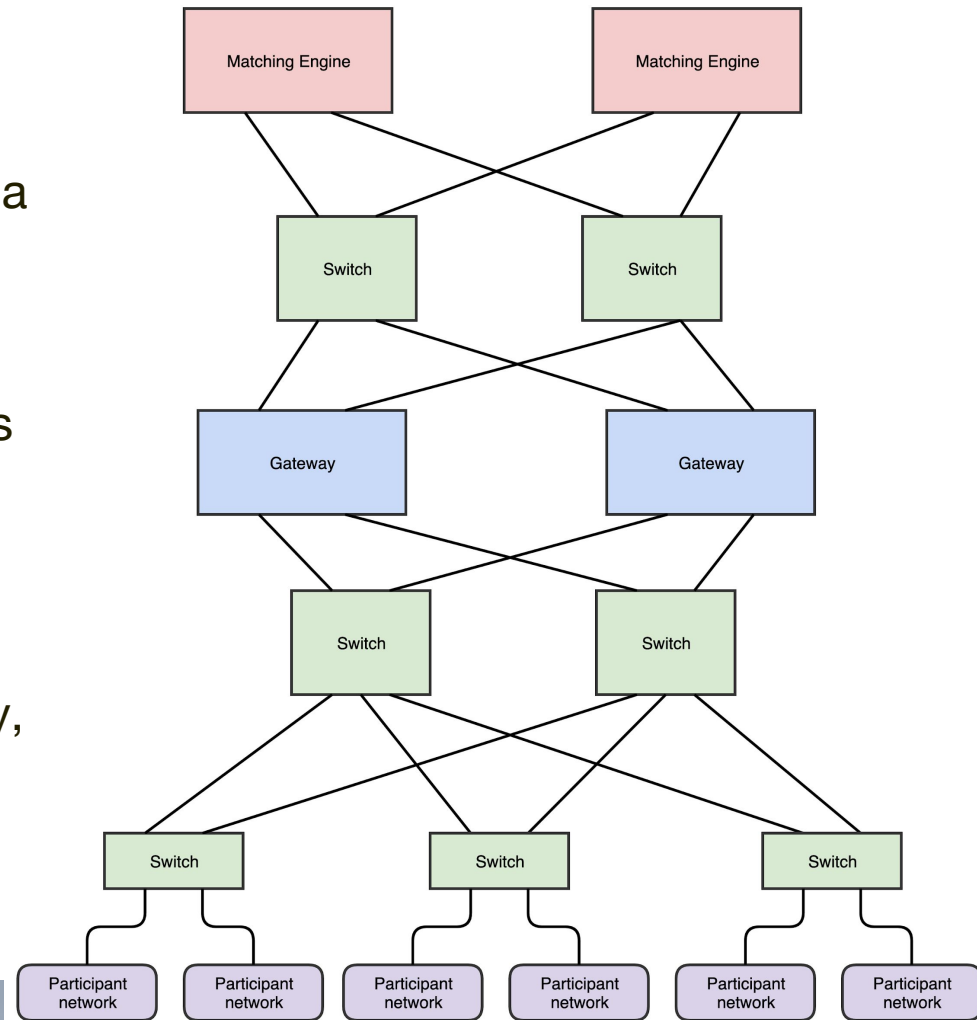 Matching Engine
Matching Engine
a
Switch
Switch
s
Gateway
Gateway
Switch
Switch
y,
Switch
Switch
Switch
Participant
network
Participant
network
Participant
network
Participant
network
Participant
network
Participant
network